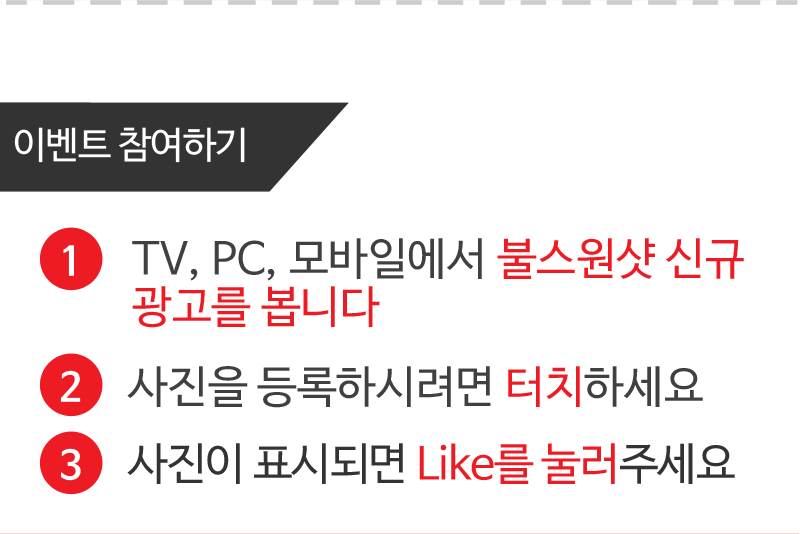 이벤트 참여하기
1 TV, PC, 모바일에서 불스원샷 신규
광고를 봅니다
2 사진을 등록하시려면 터치하세요
3 사진이 표시되면 Like를 눌러주세요